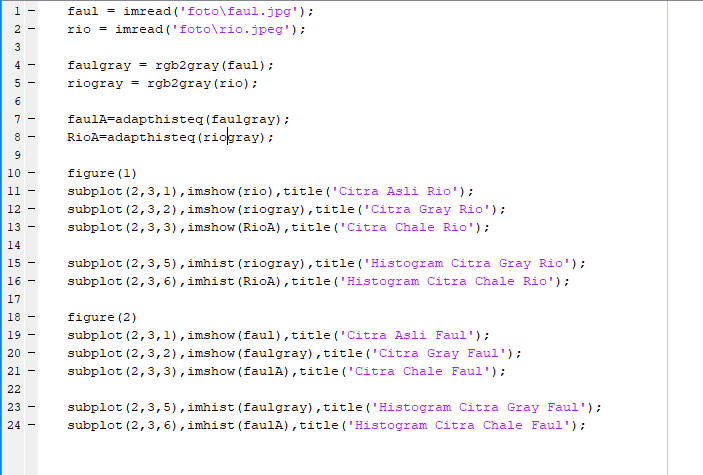 1 - faul = imread('foto\faul.jpg');
2 - rio = imread('foto\rio.jpeg');
3
4 - faulgray = rgb2gray(faul);
5 - riogray = rgb2gray(rio);
6
7 - faulA=adapthisteq(faulgray);
8 - RioA=adapthisteq(riogray);
9
10 - figure(1)
11 - subplot(2,3,1),imshow(rio),title('Citra Asli Rio');
12 - subplot(2,3,2),imshow(riogray),title('Citra Gray Rio');
13 - subplot(2,3,3),imshow(RioA),title('Citra Chale Rio');
14
15 - subplot(2,3,5),imhist(riogray),title('Histogram Citra Gray Rio');
16 - subplot(2,3,6),imhist(RioA),title('Histogram Citra Chale Rio');
17
18 - figure(2)
19 - subplot(2,3,1),imshow(faul),title('Citra Asli Faul');
20 - subplot(2,3,2),imshow(faulgray),title('Citra Gray Faul');
21 - subplot(2,3,3),imshow(faulA),title('Citra Chale Faul');
22
23 - subplot(2,3,5),imhist(faulgray),title('Histogram Citra Gray Faul');
24 - subplot(2,3,6),imhist(faulA),title('Histogram Citra Chale Faul');